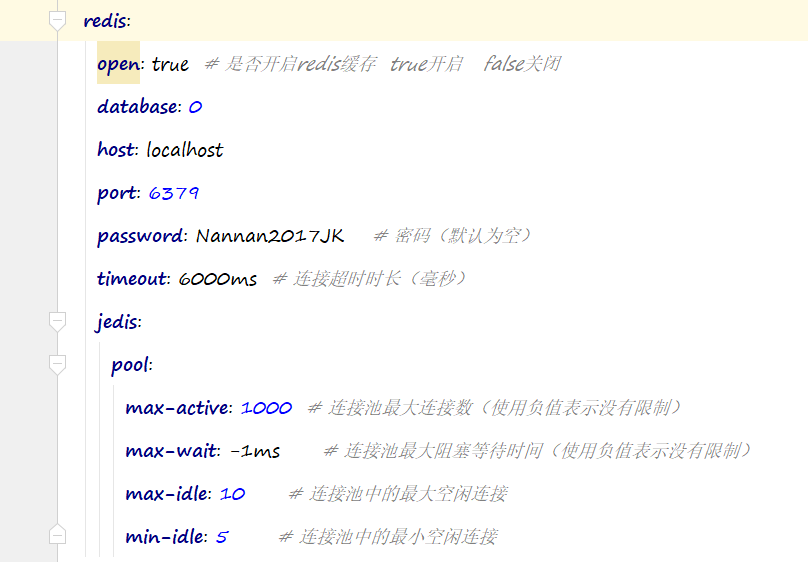 redis:
open: true # 是否开启redis缓存 true开启 false关闭
database: 0
host: localhost
port: 6379
password: Nannan2017JK # 密码（默认为空）
timeout: 6000ms # 连接超时时长（毫秒）
jedis:
pool:
max-active: 1000 # 连接池最大连接数（使用负值表示没有限制）
max-wait: -1ms # 连接池最大阻塞等待时间（使用负值表示没有限制）
max-idle: 10 # 连接池中的最大空闲连接
min-idle: 5 # 连接池中的最小空闲连接